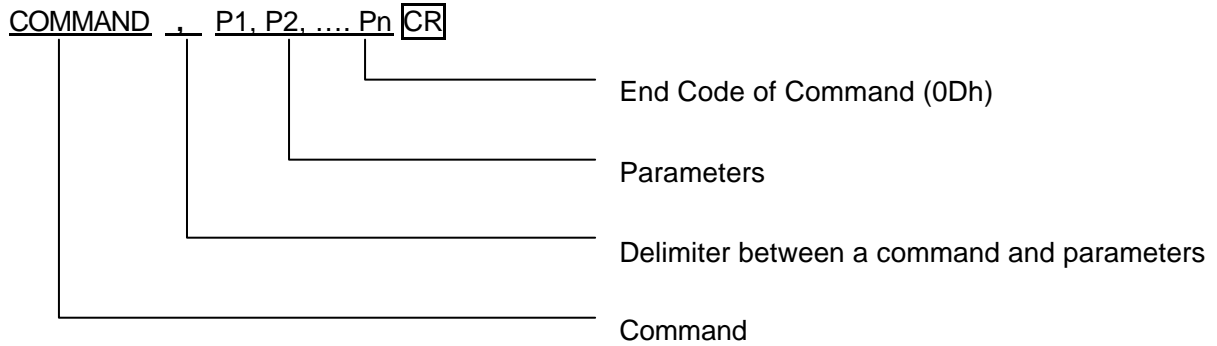 COMMAND , P1, P2, …. Pn CR
End Code of Command (0Dh)
Parameters
Delimiter between a command and parameters
Command